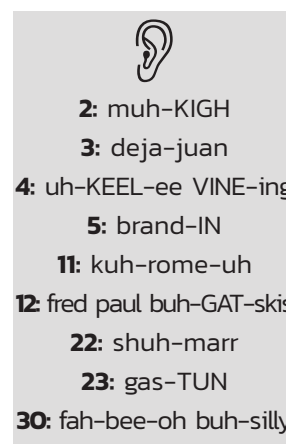 2: muh-KIGH
3: deja-juan
4: uh-KEEL-ee VINE-ing
5: brand-IN
11: kuh-rome-uh
12: fred paul buh-GAT-skis
22: shuh-marr
23: gas-TUN
30: fah-bee-oh buh-silly